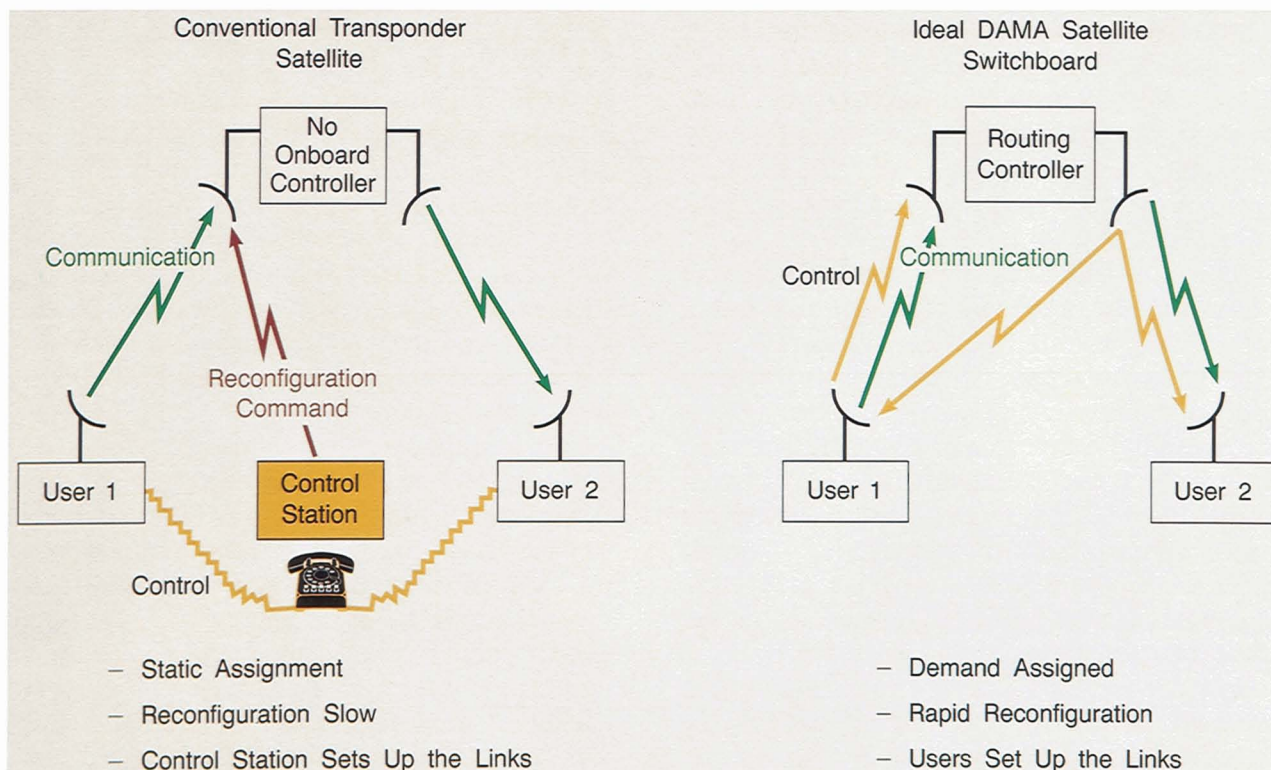 Conventional Transponder
Satellite
No
Onboard
Controller
Communication
Reconfiguration
Command
User 1
Control
Station
User 2
Control
– Static Assignment
– Reconfiguration Slow
– Control Station Sets Up the Links
Ideal DAMA Satellite
Switchboard
Routing
Controller
Control
Communication
User 1
User 2
– Demand Assigned
– Rapid Reconfiguration
– Users Set Up the Links